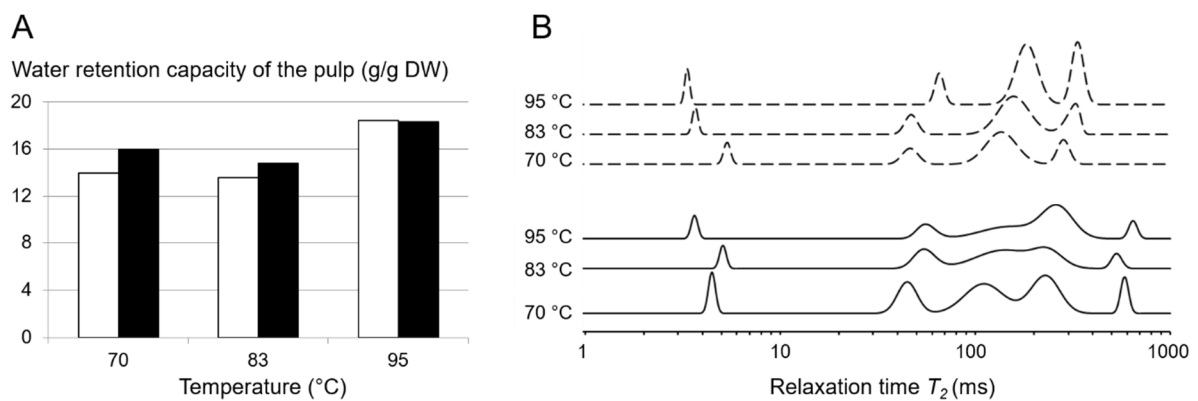 A
Water retention capacity of the pulp (g/g DW)
20
16
12
8
4
0
70 83 95
Temperature (°C)
B
95 °C
83 °C
70 °C
95 °C
83 °C
70 °C
1 10 100 1000
Relaxation time T2 (ms)